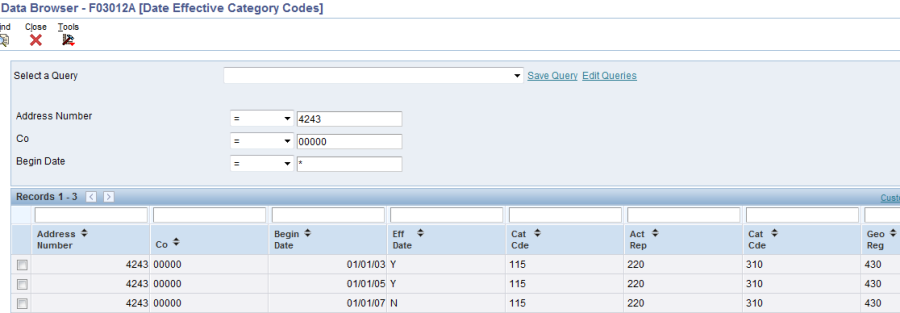 Data Browser - F03012A [Date Effective Category Codes]
Close Tools
Select a Query Save Query Edit Queries
Address Number = 4243
Co = 00000
Begin Date = *
Records 1 - 3
Address Number Co Begin Date Eff Date Cat Cde Act Rep Cat Cde Geo Reg
4243 00000 01/01/03 Y 115 220 310 430
4243 00000 01/01/05 Y 115 220 310 430
4243 00000 01/01/07 N 115 220 310 430